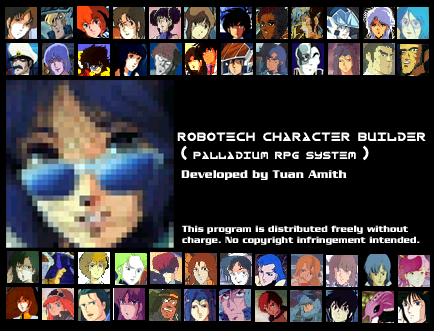 ROBOTECH CHARACTER BUILDER
( PALLADIUM RPG SYSTEM )
Developed by Tuan Amith
This program is distributed freely without
charge. No copyright infringement intended.